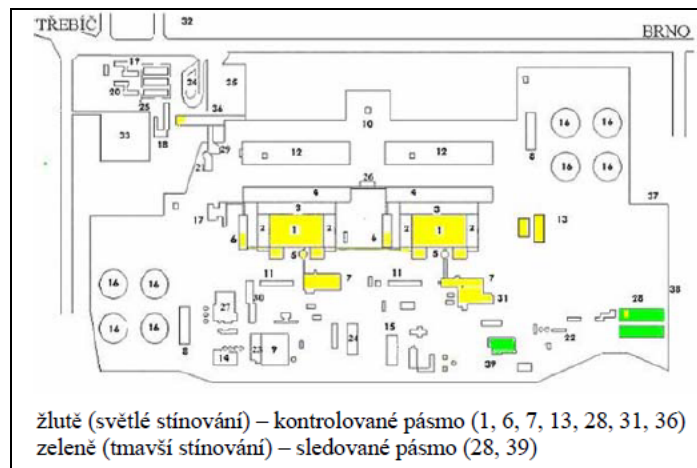 TŘEBÍČ 32 BRNO
19 24 35
20
25 36
33 18 29 10 16 16
21 12 12 8 16 16
26
4 4 37
17 3 3
6 2 1 2 6 2 1 2 13
5 5
11 11 7 7 38
16 16 27 30 31 28
16 16 8 15 22
14 23 9 24 39
žlutě (světlé stínování) – kontrolované pásmo (1, 6, 7, 13, 28, 31, 36)
zeleně (tmavší stínování) – sledované pásmo (28, 39)